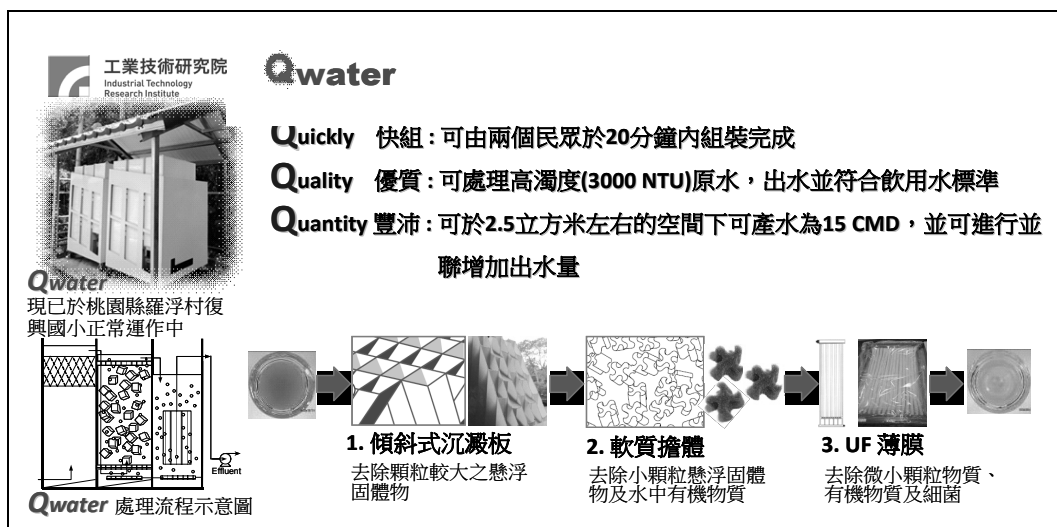 工業技術研究院
Industrial Technology
Research Institute
Qwater
Quickly 快組 : 可由兩個民眾於20分鐘內組裝完成
Quality 優質 : 可處理高濁度(3000 NTU)原水，出水並符合飲用水標準
Quantity 豐沛 : 可於2.5立方米左右的空間下可產水為15 CMD，並可進行並
聯增加出水量
Qwater
現已於桃園縣羅浮村復
興國小正常運作中
Effluent
Qwater 處理流程示意圖
1. 傾斜式沉澱板
去除顆粒較大之懸浮
固體物
2. 軟質擔體
去除小顆粒懸浮固體
物及水中有機物質
3. UF 薄膜
去除微小顆粒物質、
有機物質及細菌